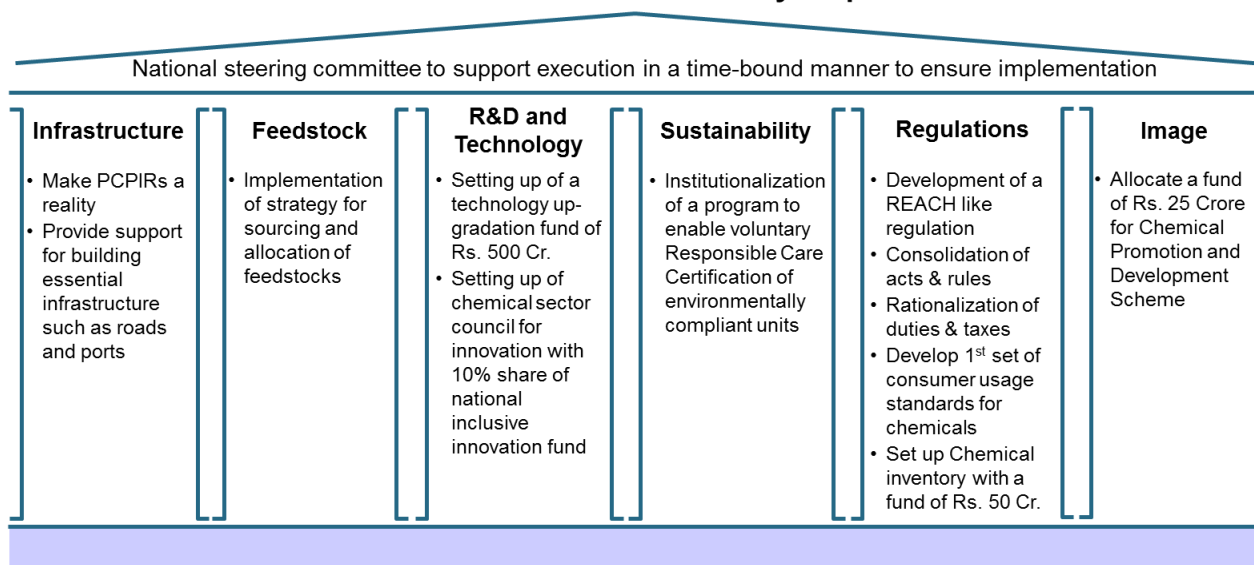 National steering committee to support execution in a time-bound manner to ensure implementation
Infrastructure
• Make PCPIRs a
reality
• Provide support
for building
essential
infrastructure
such as roads
and ports
Feedstock
• Implementation
of strategy for
sourcing and
allocation of
feedstocks
R&D and
Technology
• Setting up of a
technology up-
gradation fund of
Rs. 500 Cr.
• Setting up of
chemical sector
council for
innovation with
10% share of
national
inclusive
innovation fund
Sustainability
• Institutionalization
of a program to
enable voluntary
Responsible Care
Certification of
environmentally
compliant units
Regulations
• Development of a
REACH like
regulation
• Consolidation of
acts & rules
• Rationalization of
duties & taxes
• Develop 1st set of
consumer usage
standards for
chemicals
• Set up Chemical
inventory with a
fund of Rs. 50 Cr.
Image
• Allocate a fund
of Rs. 25 Crore
for Chemical
Promotion and
Development
Scheme